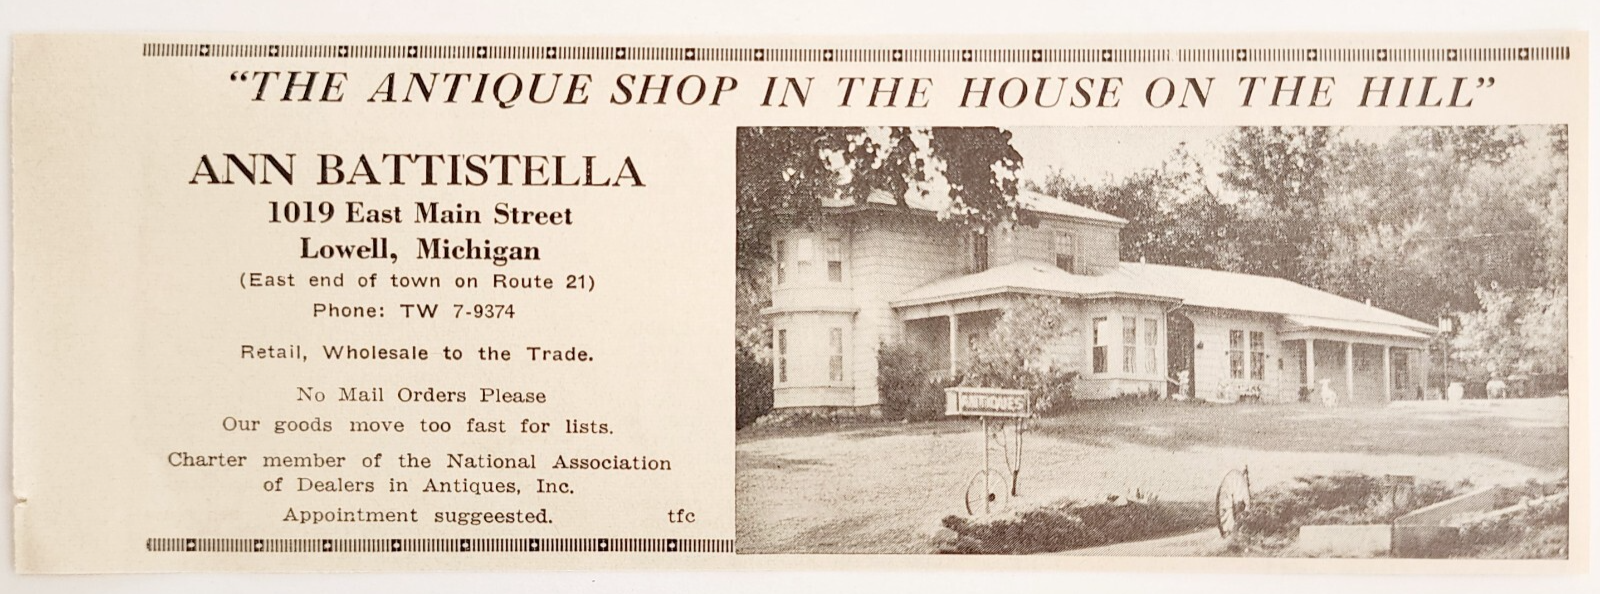 "THE ANTIQUE SHOP IN THE HOUSE ON THE HILL"
ANN BATTISTELLA
1019 East Main Street
Lowell, Michigan
(East end of town on Route 21)
Phone: TW 7-9374
Retail, Wholesale to the Trade.
No Mail Orders Please
Our goods move too fast for lists.
Charter member of the National Association
of Dealers in Antiques, Inc.
Appointment suggeested.
tfc
ANTIQUES